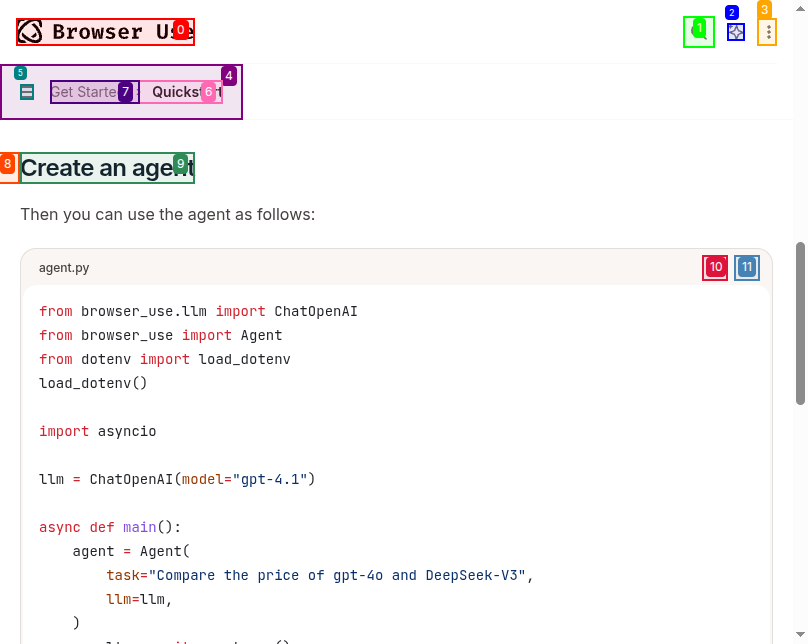 Browser Use
0
1
2
3
4
5
Get Starte
7
Quickst
6
8
Create an agent
9
Then you can use the agent as follows:
agent.py
10
11
from browser_use.llm import ChatOpenAI
from browser_use import Agent
from dotenv import load_dotenv
load_dotenv()
import asyncio
llm = ChatOpenAI(model="gpt-4.1")
async def main():
agent = Agent(
task="Compare the price of gpt-4o and DeepSeek-V3",
llm=llm,
)